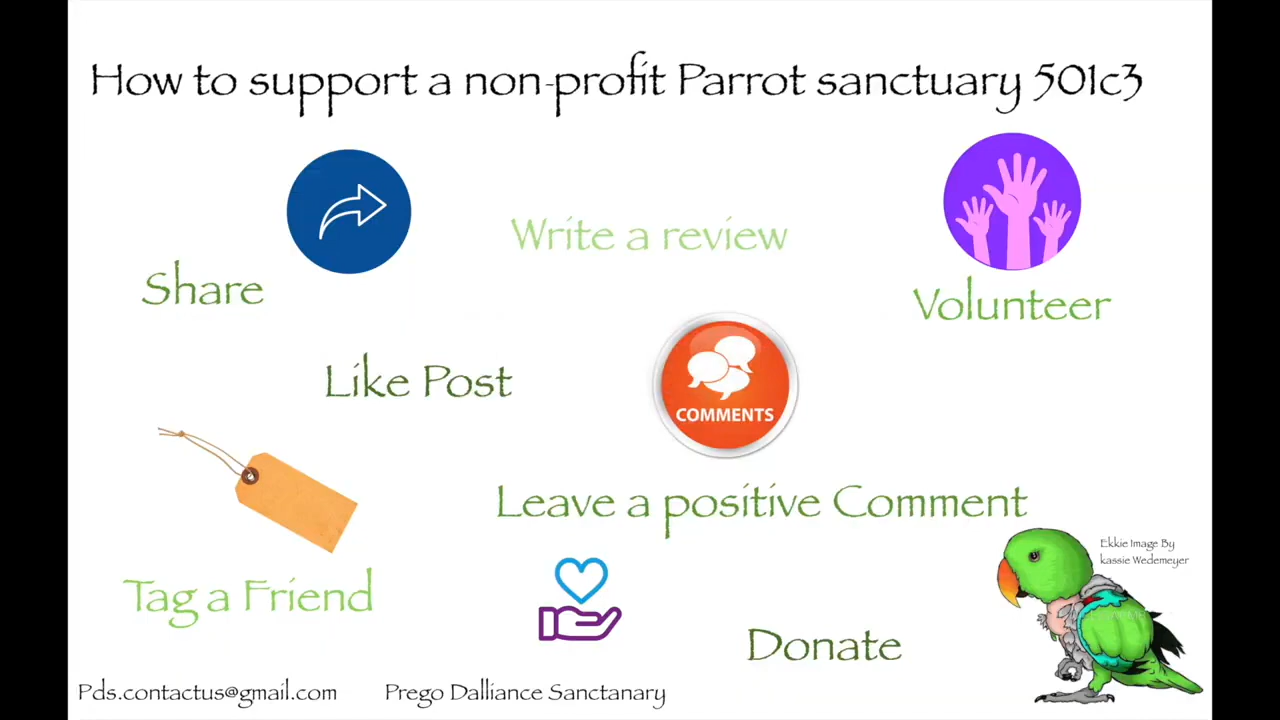 How to support a non-profit Parrot sanctuary 501c3
Write a review
Share
Volunteer
Like Post
COMMENTS
Leave a positive Comment
Ekkie Image By
kassie Wedemeyer
Tag a Friend
Donate
Pds.contactus@gmail.com
Prego Dalliance Sanctanary